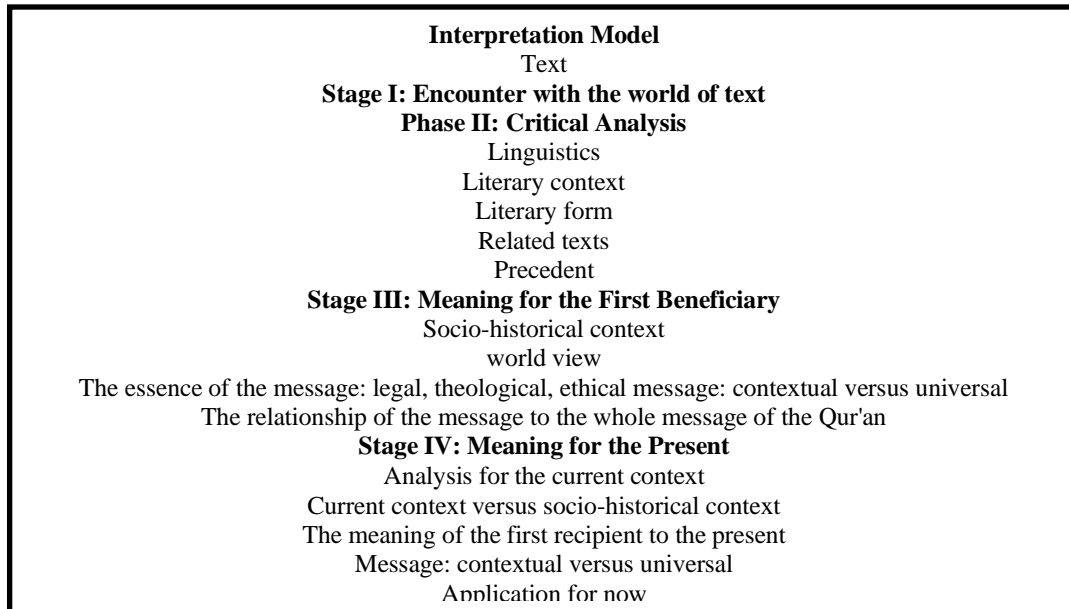 Interpretation Model
Text
Stage I: Encounter with the world of text
Phase II: Critical Analysis
Linguistics
Literary context
Literary form
Related texts
Precedent
Stage III: Meaning for the First Beneficiary
Socio-historical context
world view
The essence of the message: legal, theological, ethical message: contextual versus universal
The relationship of the message to the whole message of the Qur'an
Stage IV: Meaning for the Present
Analysis for the current context
Current context versus socio-historical context
The meaning of the first recipient to the present
Message: contextual versus universal
Application for now